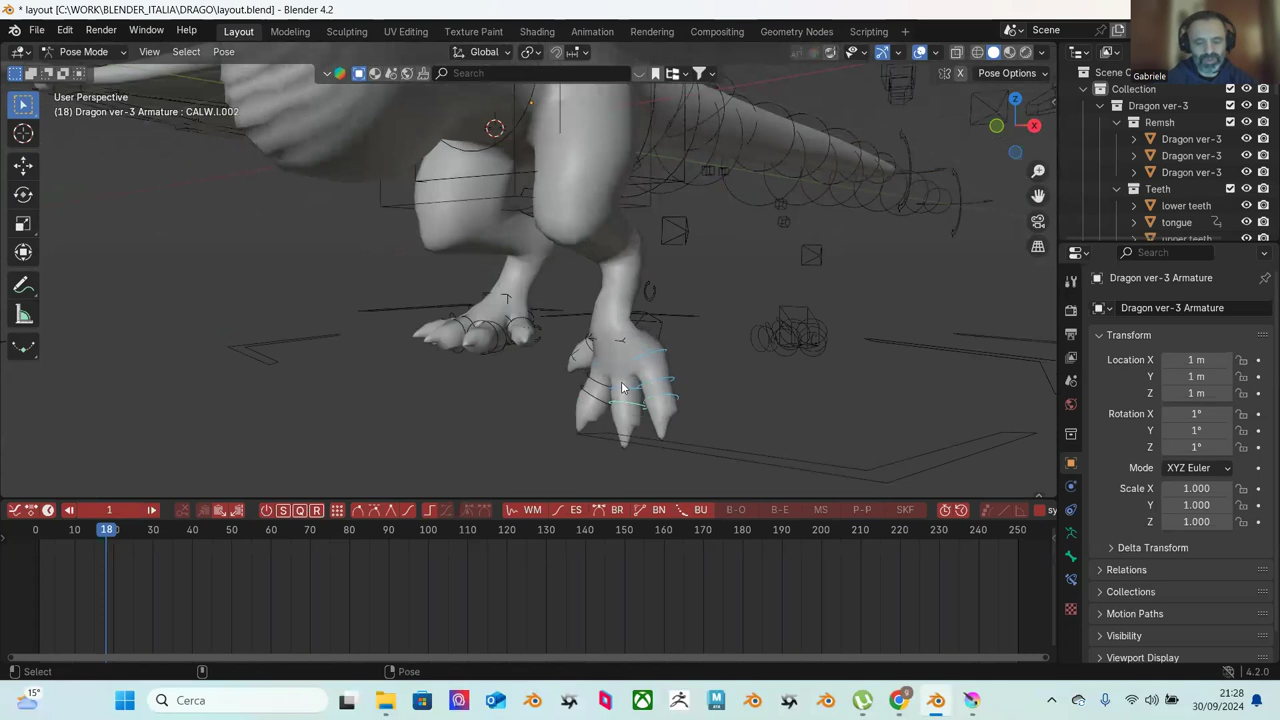 * layout [C:\WORK\BLENDER_ITALIA\DRAGO\layout.blend] - Blender 4.2
File Edit Render Window Help
Layout Modeling Sculpting UV Editing Texture Paint Shading Animation Rendering Compositing Geometry Nodes Scripting +
Scene
Gabriele
Pose Mode View Select Pose
Global
Search
X Pose Options
User Perspective
(18) Dragon ver-3 Armature : CALW.l.002
Z
X
Scene C
Collection
Dragon ver-3
Remsh
Dragon ver-3
Dragon ver-3
Dragon ver-3
Teeth
lower teeth
tongue
upper teeth
Search
Dragon ver-3 Armature
Dragon ver-3 Armature
Transform
Location X 1 m
Y 1 m
Z 1 m
Rotation X 1°
Y 1°
Z 1°
Mode XYZ Euler
Scale X 1.000
Y 1.000
Z 1.000
Delta Transform
Relations
Collections
Motion Paths
Visibility
Viewport Display
1 S Q R WM ES BR BN BU B-O B-E MS P-P SKF
0 10 18 30 40 50 60 70 80 90 100 110 120 130 140 150 160 170 180 190 200 210 220 230 240 250
Select Pose 4.2.0
15° Cerca 21:28
30/09/2024